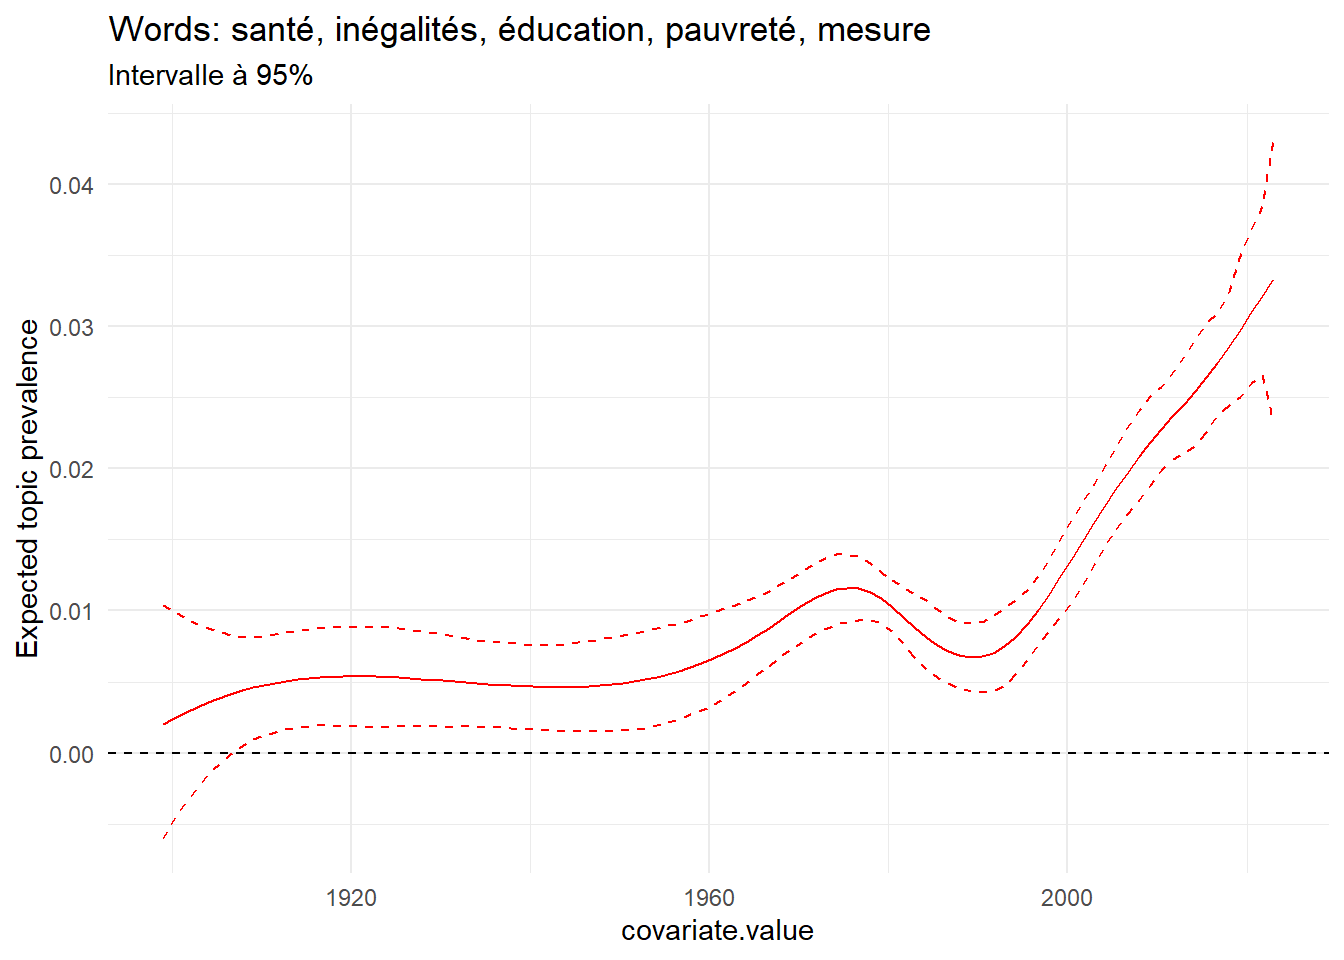 Words: santé, inégalités, éducation, pauvreté, mesure
Intervalle à 95%
Expected topic prevalence
0.04
0.03
0.02
0.01
0.00
1920
1960
2000
covariate.value